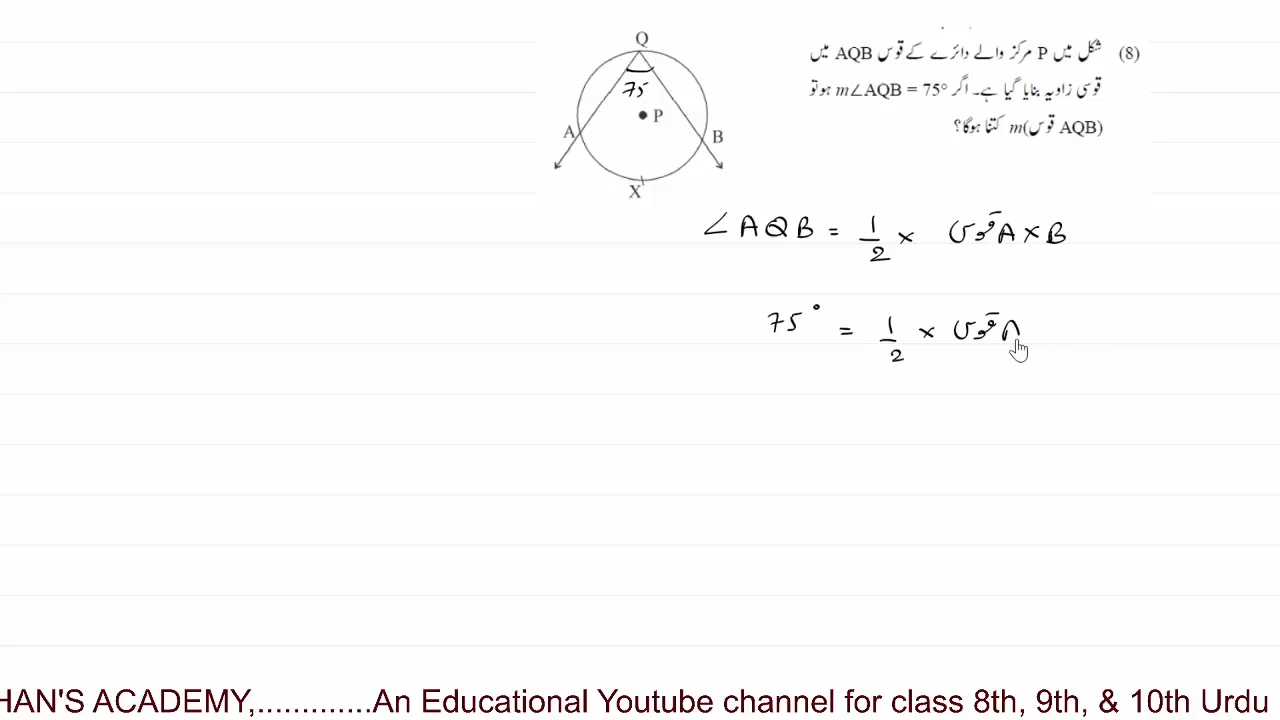 (8) شکل میں P مرکز والے دائرے کے قوس AQB میں
قوسی زاویہ بنایا گیا ہے۔ اگر m∠AQB = 75° ہو تو
m(قوس AQB) کتنا ہوگا؟
Q
75
P
A
B
X
∠AQB = 1/2 × قوس AXB
75° = 1/2 × قوس A
HAN'S ACADEMY,.............An Educational Youtube channel for class 8th, 9th, & 10th Urdu